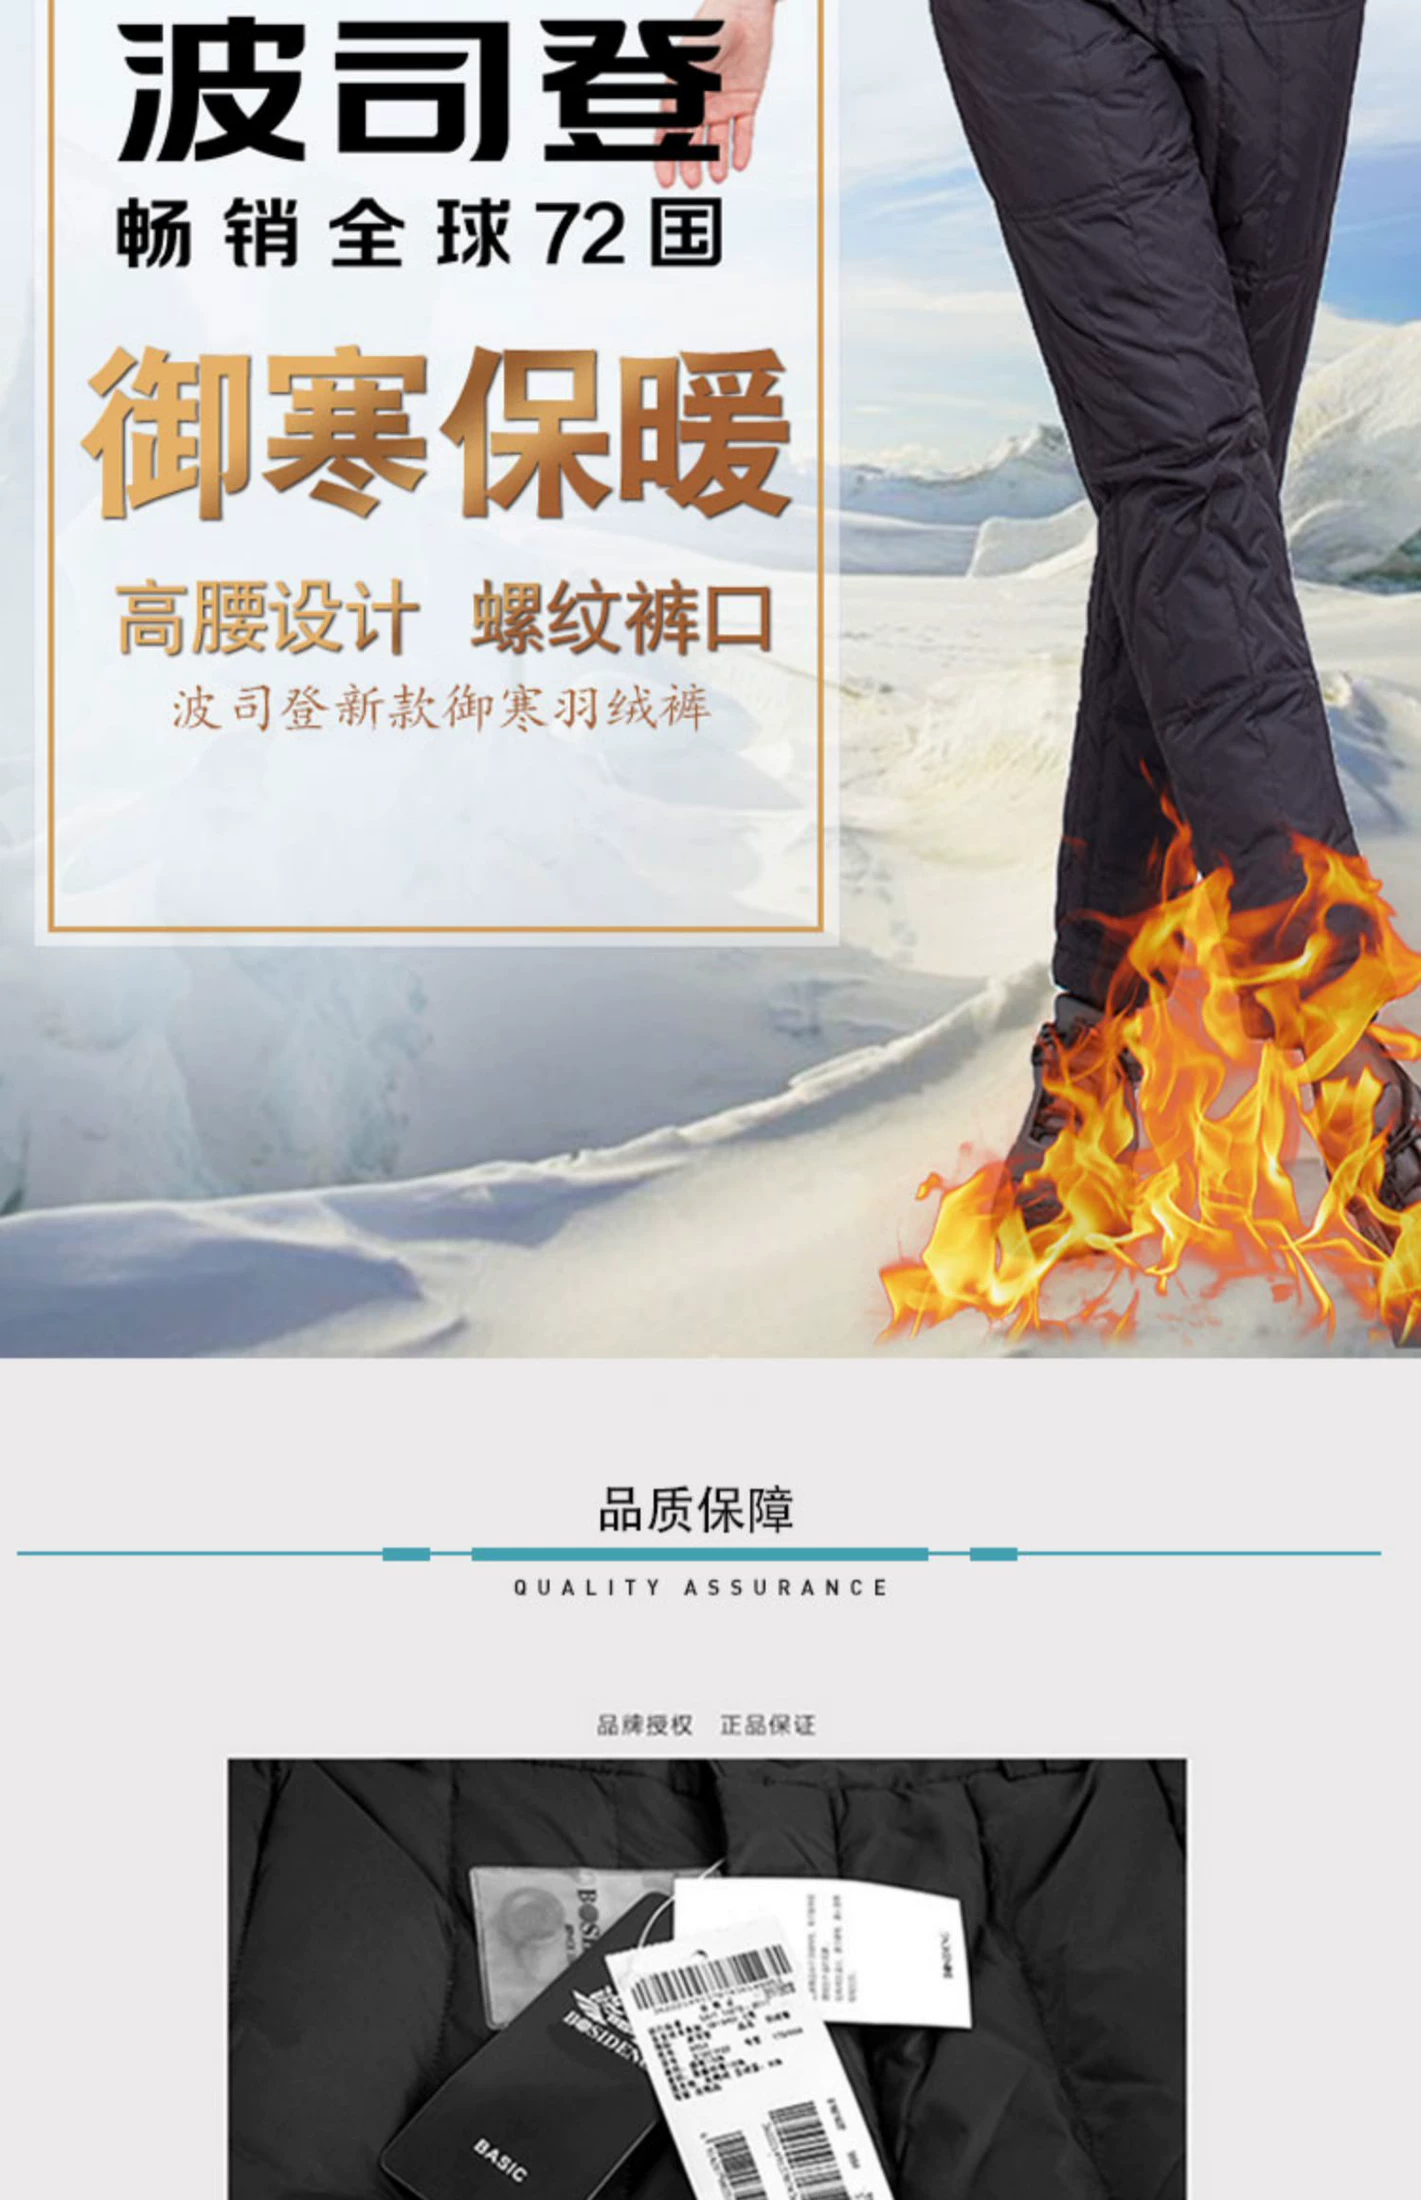 波司登
畅销全球72国
御寒保暖
高腰设计 螺纹裤口
波司登新款御寒羽绒裤
品质保障
QUALITY ASSURANCE
品牌授权 正品保证
BOSIDENG
BASIC